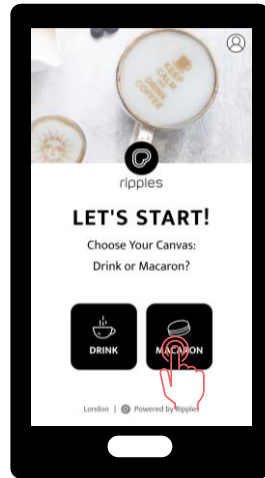 KEEP
CALM
AND
DRINK
COFFEE
ripples
LET'S START!
Choose Your Canvas:
Drink or Macaron?
DRINK
MACARON
London | Powered by Ripples